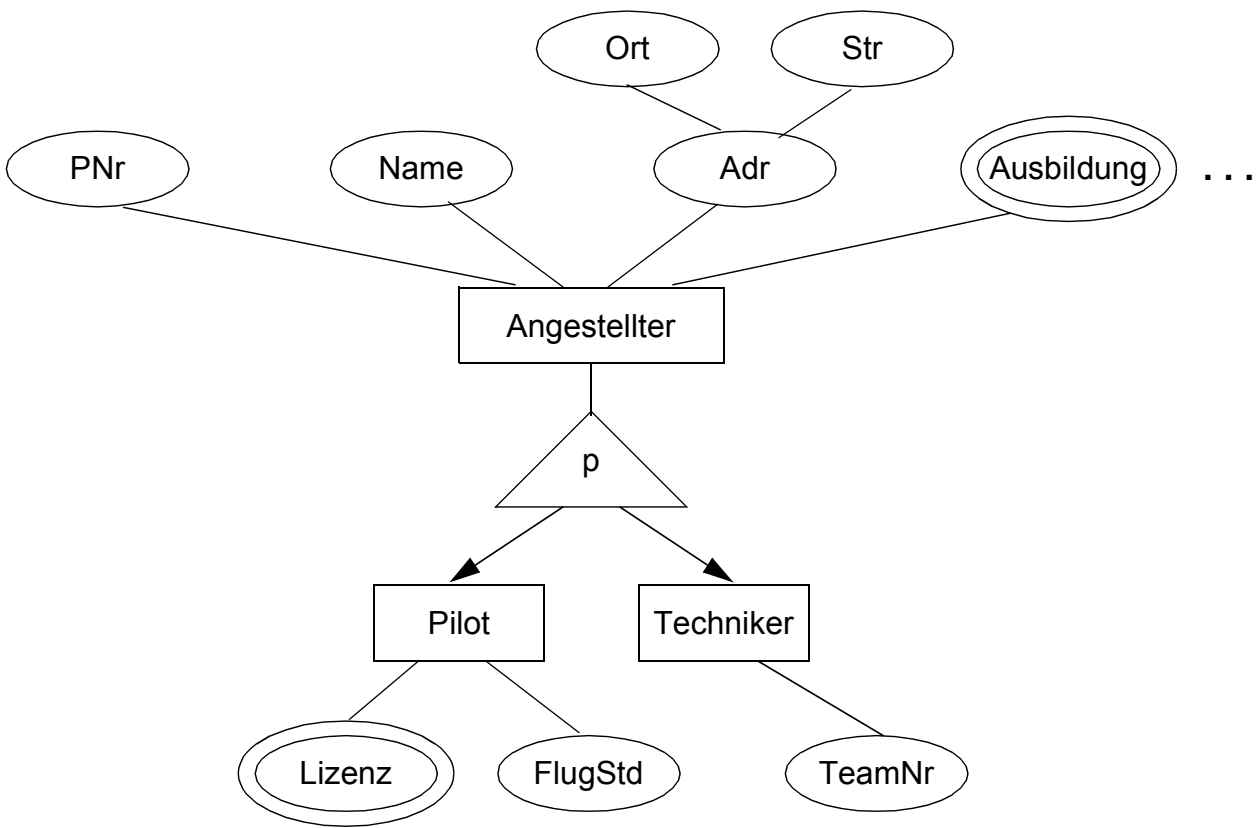 Ort Str
PNr Name Adr Ausbildung . . .
Angestellter
p
Pilot Techniker
Lizenz FlugStd TeamNr